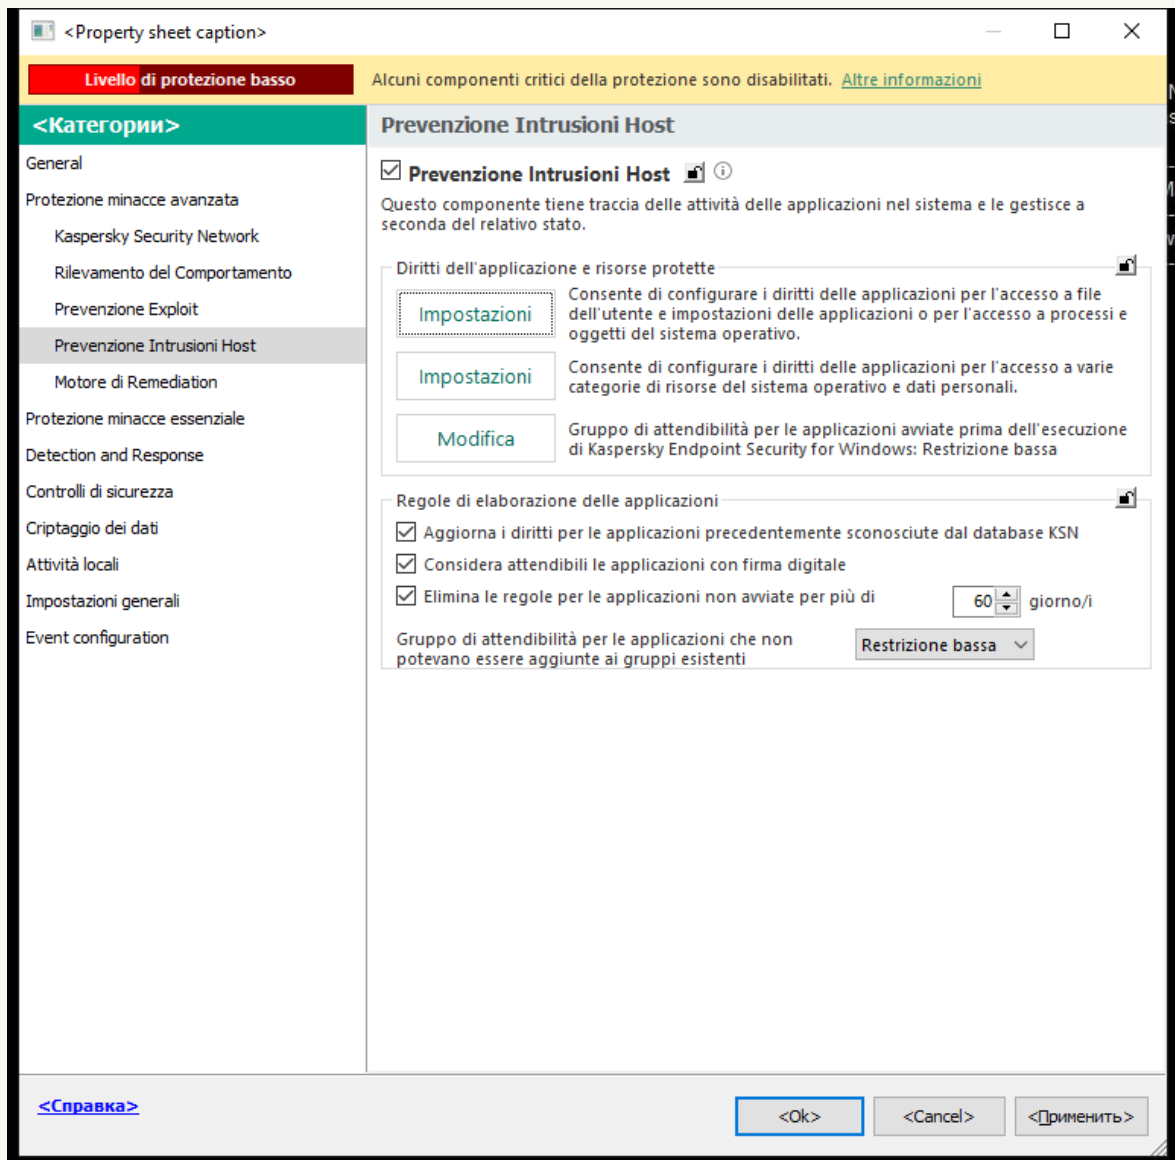 <Property sheet caption>
Livello di protezione basso
Alcuni componenti critici della protezione sono disabilitati. Altre informazioni
<Категории>
General
Protezione minacce avanzata
Kaspersky Security Network
Rilevamento del Comportamento
Prevenzione Exploit
Prevenzione Intrusioni Host
Motore di Remediation
Protezione minacce essenziale
Detection and Response
Controlli di sicurezza
Criptaggio dei dati
Attività locali
Impostazioni generali
Event configuration
Prevenzione Intrusioni Host
Prevenzione Intrusioni Host
Questo componente tiene traccia delle attività delle applicazioni nel sistema e le gestisce a
seconda del relativo stato.
Diritti dell'applicazione e risorse protette
Impostazioni
Consente di configurare i diritti delle applicazioni per l'accesso a file
dell'utente e impostazioni delle applicazioni o per l'accesso a processi e
oggetti del sistema operativo.
Impostazioni
Consente di configurare i diritti delle applicazioni per l'accesso a varie
categorie di risorse del sistema operativo e dati personali.
Modifica
Gruppo di attendibilità per le applicazioni avviate prima dell'esecuzione
di Kaspersky Endpoint Security for Windows: Restrizione bassa
Regole di elaborazione delle applicazioni
Aggiorna i diritti per le applicazioni precedentemente sconosciute dal database KSN
Considera attendibili le applicazioni con firma digitale
Elimina le regole per le applicazioni non avviate per più di 60 giorno/i
Gruppo di attendibilità per le applicazioni che non
potevano essere aggiunte ai gruppi esistenti
Restrizione bassa
<Справка>
<Ok>
<Cancel>
<Применить>